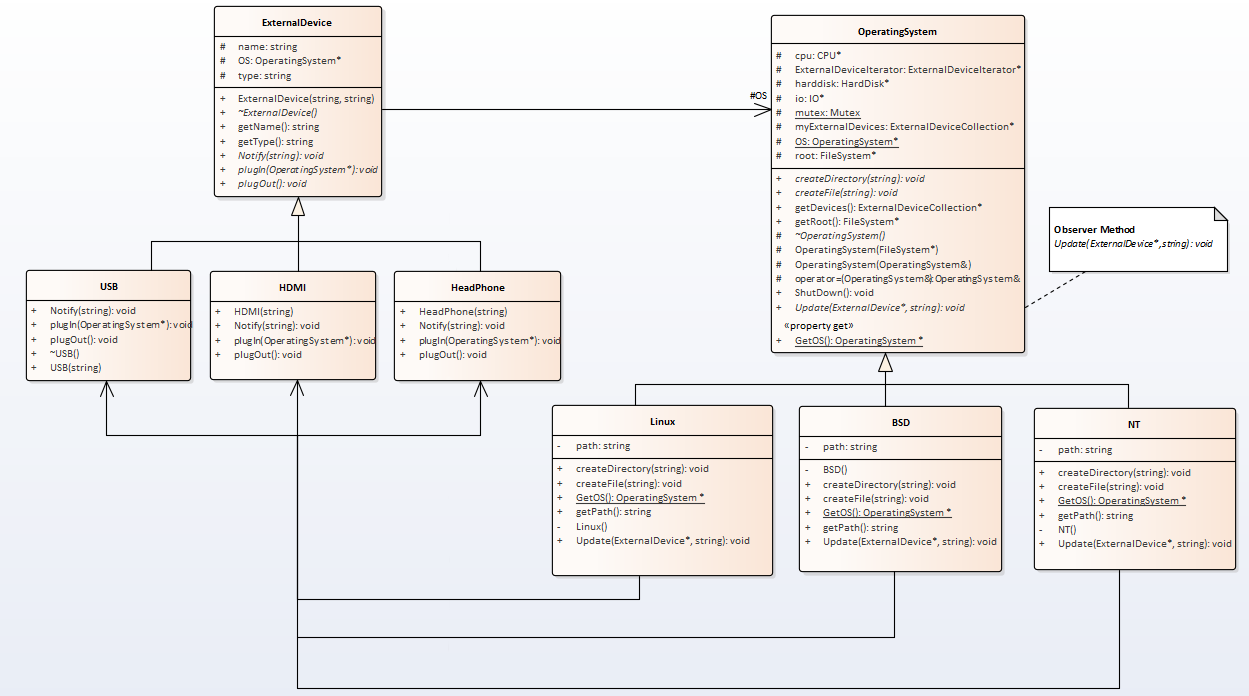 ExternalDevice
# name: string
# OS: OperatingSystem*
# type: string
+ ExternalDevice(string, string)
+ ~ExternalDevice()
+ getName(): string
+ getType(): string
+ Notify(string): void
+ plugIn(OperatingSystem*): void
+ plugOut(): void
#OS
OperatingSystem
# cpu: CPU*
# ExternalDeviceIterator: ExternalDeviceIterator*
# harddisk: HardDisk*
# io: IO*
# mutex: Mutex
# myExternalDevices: ExternalDeviceCollection*
# OS: OperatingSystem*
# root: FileSystem*
+ createDirectory(string): void
+ createFile(string): void
+ getDevices(): ExternalDeviceCollection*
+ getRoot(): FileSystem*
# ~OperatingSystem()
# OperatingSystem(FileSystem*)
# OperatingSystem(OperatingSystem&)
# operator=(OperatingSystem&): OperatingSystem&
+ ShutDown(): void
+ Update(ExternalDevice*, string): void
«property get»
+ GetOS(): OperatingSystem *
Observer Method
Update(ExternalDevice*,string) : void
USB
+ Notify(string): void
+ plugIn(OperatingSystem*): void
+ plugOut(): void
+ ~USB()
+ USB(string)
HDMI
+ HDMI(string)
+ Notify(string): void
+ plugIn(OperatingSystem*): void
+ plugOut(): void
HeadPhone
+ HeadPhone(string)
+ Notify(string): void
+ plugIn(OperatingSystem*): void
+ plugOut(): void
Linux
- path: string
+ createDirectory(string): void
+ createFile(string): void
+ GetOS(): OperatingSystem *
+ getPath(): string
- Linux()
+ Update(ExternalDevice*, string): void
BSD
- path: string
- BSD()
+ createDirectory(string): void
+ createFile(string): void
+ GetOS(): OperatingSystem *
+ getPath(): string
+ Update(ExternalDevice*, string): void
NT
- path: string
+ createDirectory(string): void
+ createFile(string): void
+ GetOS(): OperatingSystem *
+ getPath(): string
- NT()
+ Update(ExternalDevice*, string): void